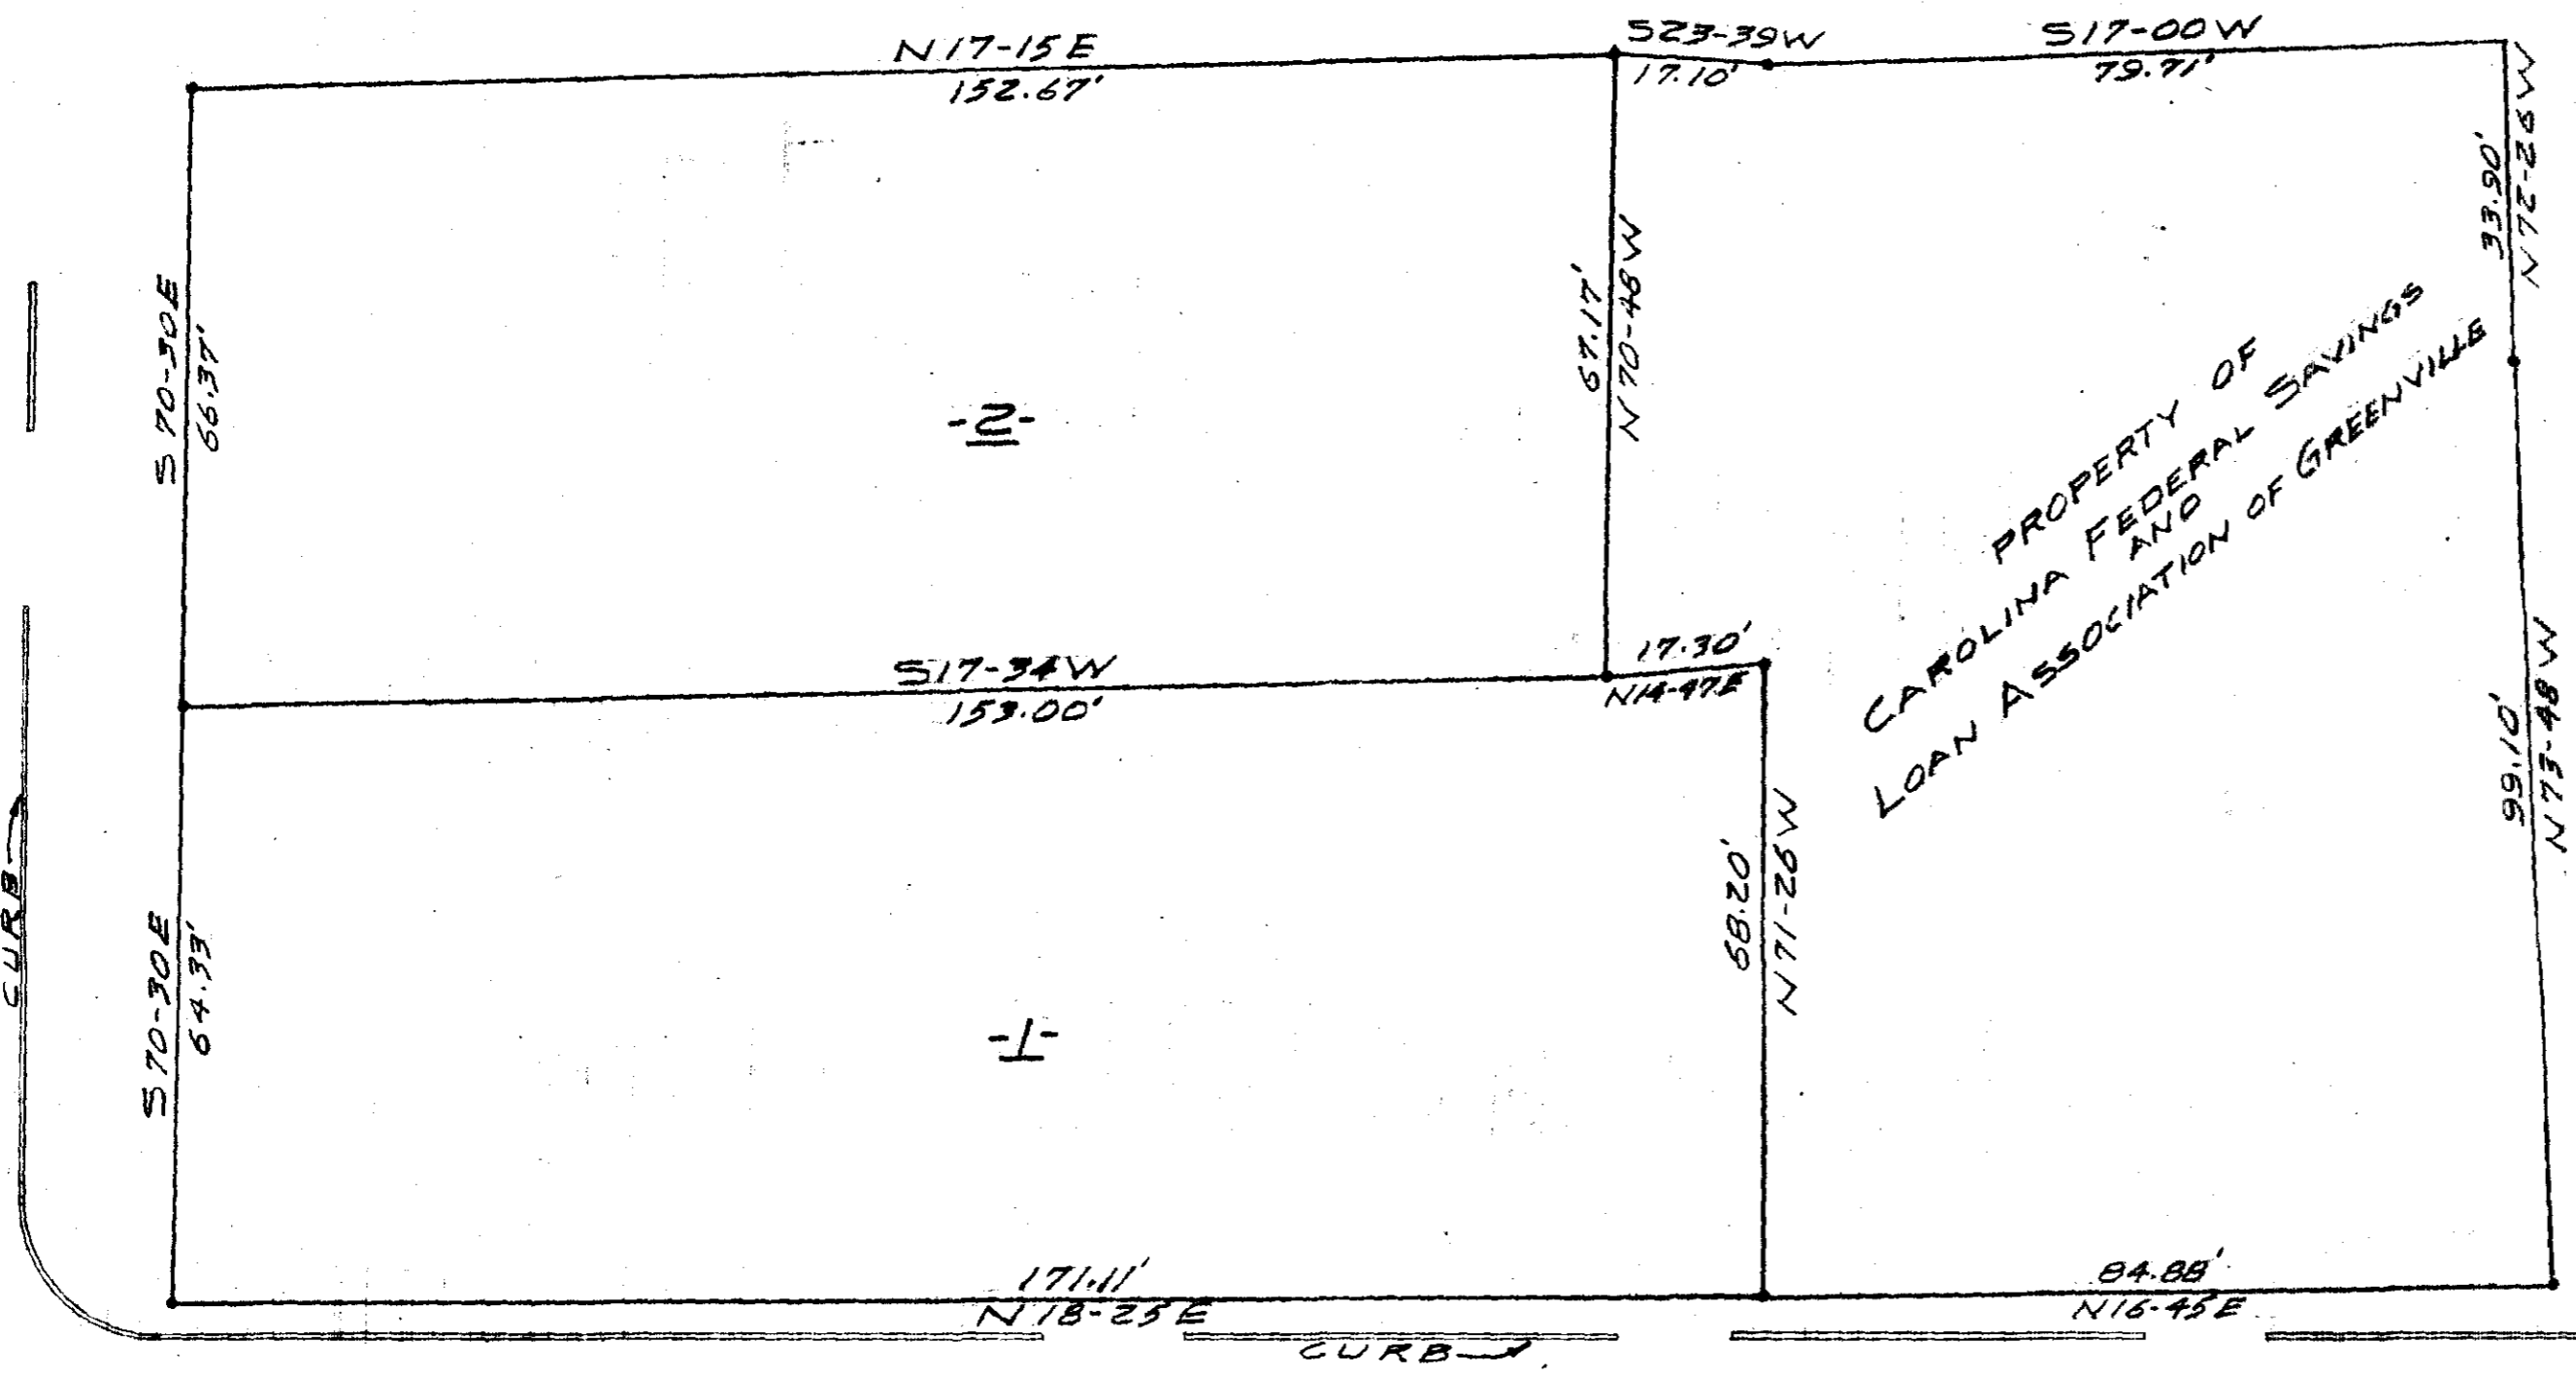 N17-15E
152.67'
S23-39W
17.10'
S17-00W
79.71'
N72-26W
33.90'
S70-30E
66.37'
-2-
67.17'
N70-48W
PROPERTY OF
CAROLINA FEDERAL SAVINGS
AND
LOAN ASSOCIATION OF GREENVILLE
S17-34W
153.00'
17.30'
N14-47E
99.10'
N73-48W
CURB
S70-30E
64.33'
-1-
68.20'
N71-26W
171.11'
N18-25E
84.88'
N16-45E
CURB